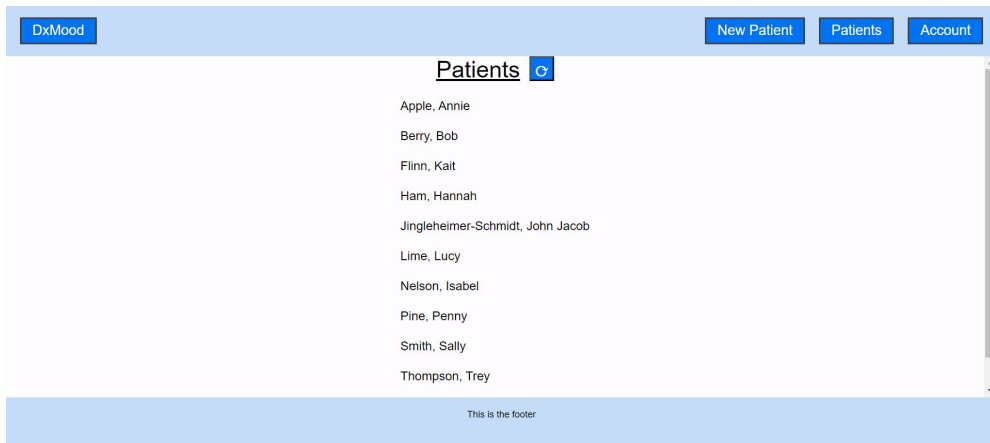 DxMood New Patient Patients Account
Patients
Apple, Annie
Berry, Bob
Flinn, Kait
Ham, Hannah
Jingleheimer-Schmidt, John Jacob
Lime, Lucy
Nelson, Isabel
Pine, Penny
Smith, Sally
Thompson, Trey
This is the footer